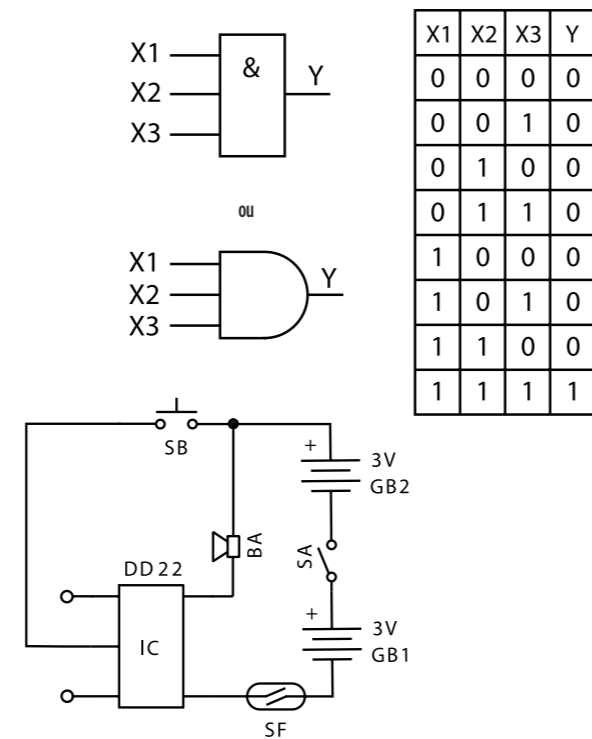 X1
X2
X3
&
Y
ou
X1
X2
X3
Y
X1 X2 X3 Y
0 0 0 0
0 0 1 0
0 1 0 0
0 1 1 0
1 0 0 0
1 0 1 0
1 1 0 0
1 1 1 1
SB
+
3V
GB2
BA
SA
DD22
IC
+
3V
GB1
SF